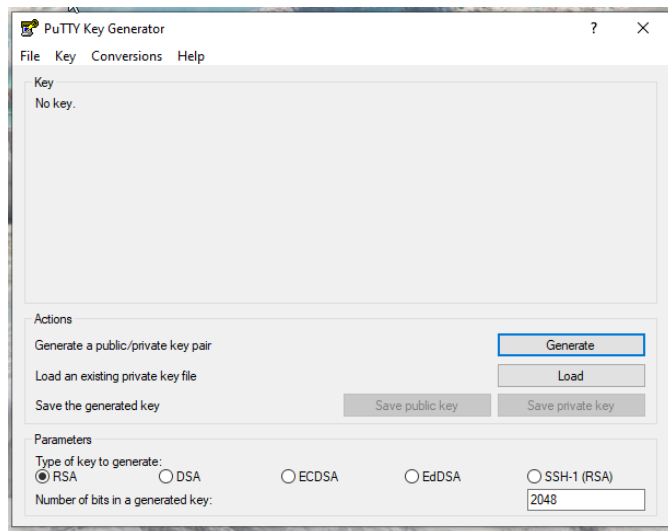 PuTTY Key Generator ?
File Key Conversions Help
Key
No key.
Actions
Generate a public/private key pair Generate
Load an existing private key file Load
Save the generated key Save public key Save private key
Parameters
Type of key to generate:
RSA DSA ECDSA EdDSA SSH-1 (RSA)
Number of bits in a generated key: 2048